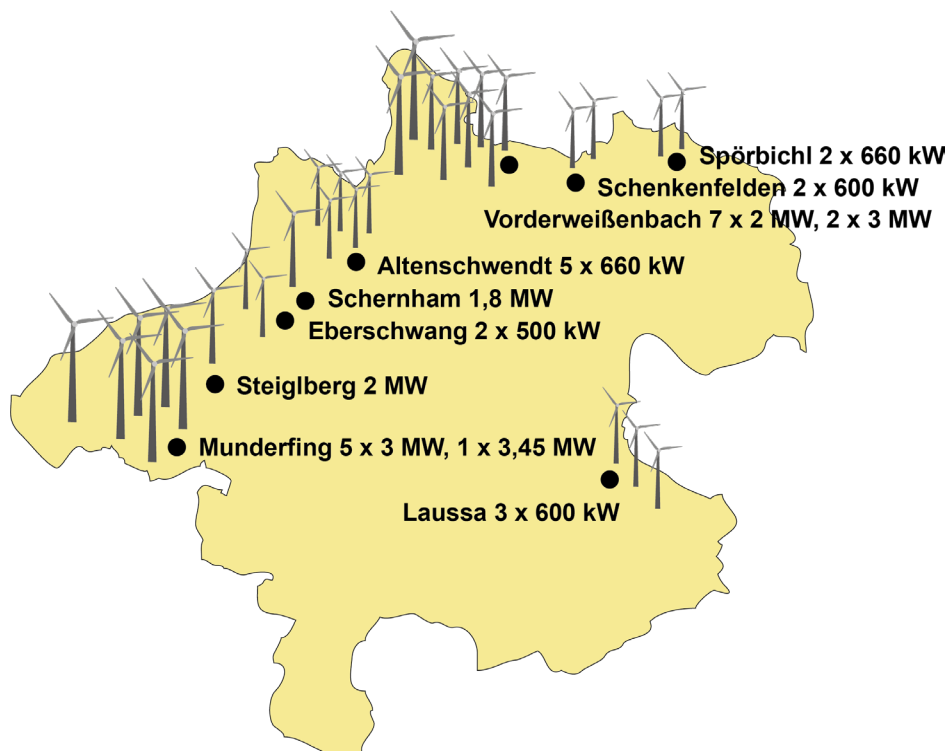 Spörbichl 2 x 660 kW
Schenkenfelden 2 x 600 kW
Vorderweißenbach 7 x 2 MW, 2 x 3 MW
Altenschwendt 5 x 660 kW
Schernham 1,8 MW
Eberschwang 2 x 500 kW
Steiglberg 2 MW
Munderfing 5 x 3 MW, 1 x 3,45 MW
Laussa 3 x 600 kW